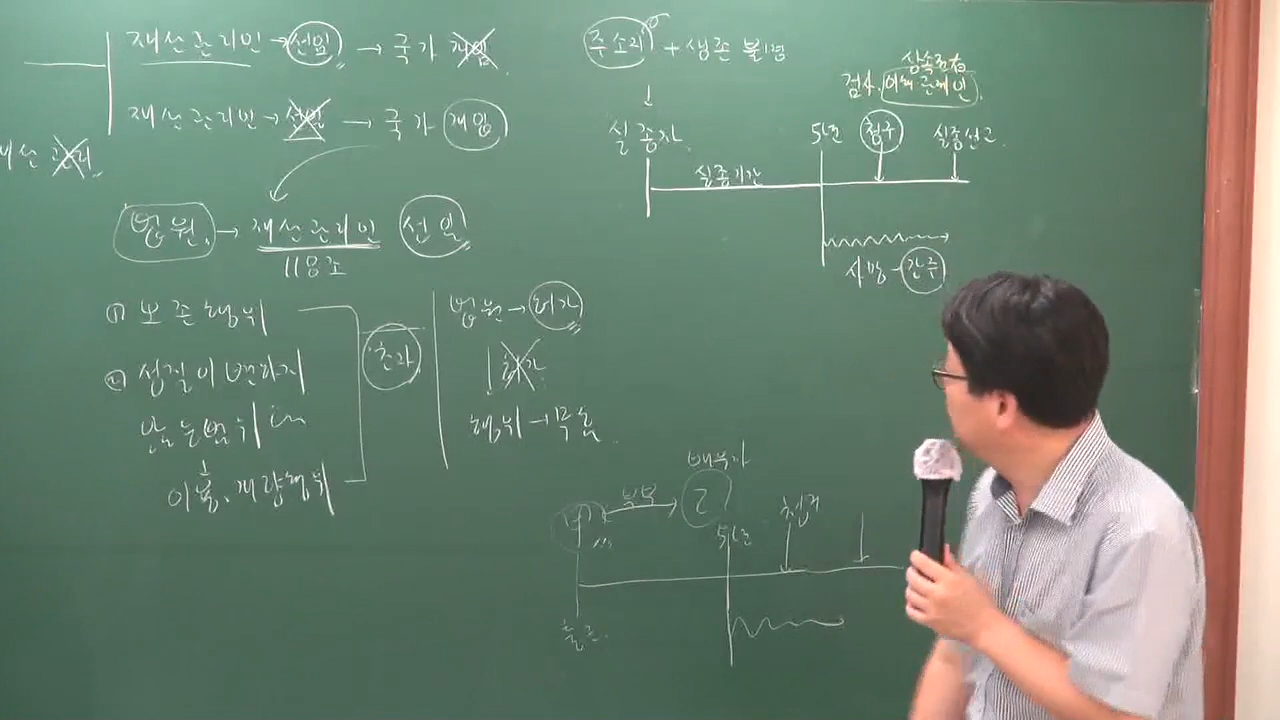 재산관리인 → 선임 → 국가 개입
재산관리인 → 선임 → 국가 개입
재산 관리
법원 → 재산관리인 선임
118조
① 보존행위
② 성질이 변하지
않는 범위 in
이용, 개량행위
초과
법원 → 허가
허가
행위 → 무효
주소지 + 생존 불명
↓
실종자
실종기간
상속건
검사, 이해관계인
5년 청구 실종선고
사망 - 간주
배우자
부부
乙
5년
청구
실종